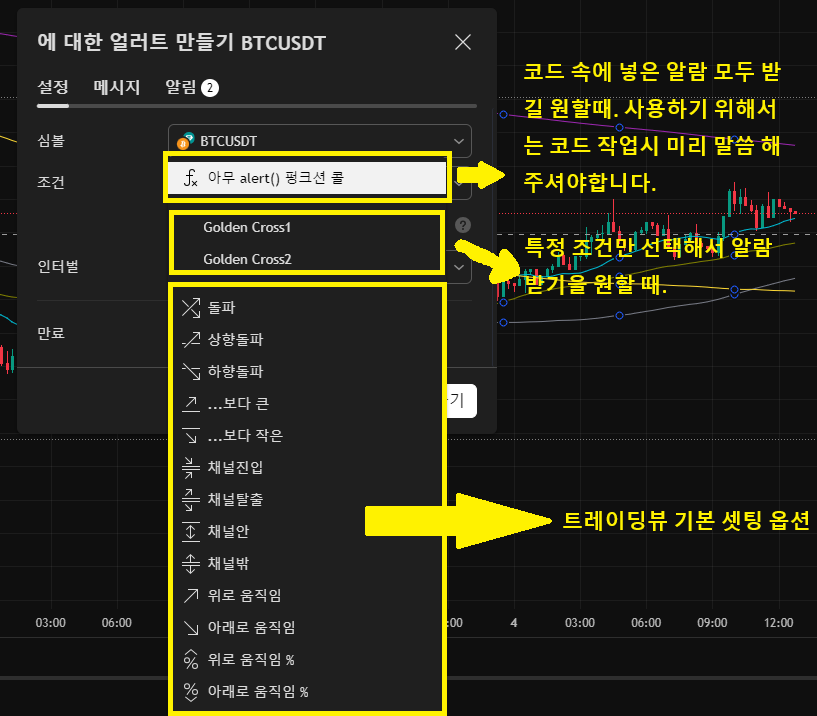 에 대한 얼러트 만들기 BTCUSDT
설정 메시지 알림 2
심볼 BTCUSDT
조건 아무 alert() 펑크션 콜
Golden Cross1
Golden Cross2
인터벌
만료
돌파
상향돌파
하향돌파
...보다 큰
...보다 작은
채널진입
채널탈출
채널안
채널밖
위로 움직임
아래로 움직임
위로 움직임 %
아래로 움직임 %
기
코드 속에 넣은 알람 모두 받
길 원할때. 사용하기 위해서
는 코드 작업시 미리 말씀 해
주셔야합니다.
특정 조건만 선택해서 알람
받기을 원할 때.
트레이딩뷰 기본 셋팅 옵션
03:00 06:00 :00 4 03:00 06:00 09:00 12:00